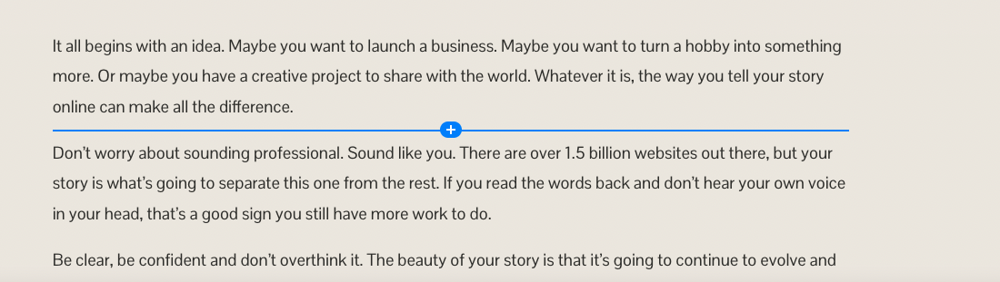 It all begins with an idea. Maybe you want to launch a business. Maybe you want to turn a hobby into something
more. Or maybe you have a creative project to share with the world. Whatever it is, the way you tell your story
online can make all the difference.
Don’t worry about sounding professional. Sound like you. There are over 1.5 billion websites out there, but your
story is what’s going to separate this one from the rest. If you read the words back and don’t hear your own voice
in your head, that’s a good sign you still have more work to do.
Be clear, be confident and don’t overthink it. The beauty of your story is that it’s going to continue to evolve and